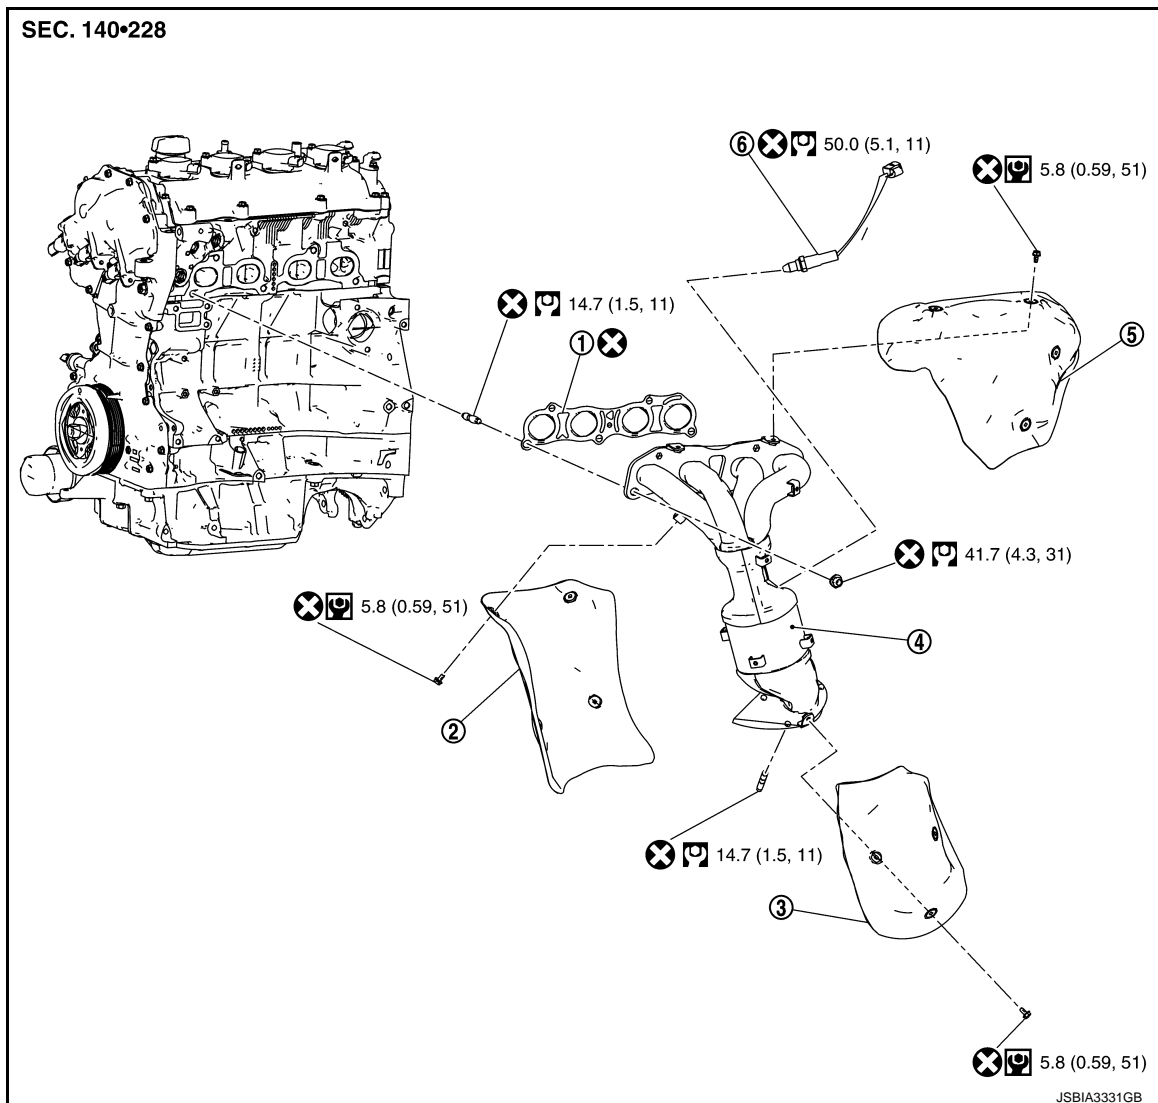 SEC. 140•228
6 50.0 (5.1, 11)
5.8 (0.59, 51)
14.7 (1.5, 11)
1
5
41.7 (4.3, 31)
5.8 (0.59, 51)
4
2
14.7 (1.5, 11)
3
5.8 (0.59, 51)
JSBIA3331GB